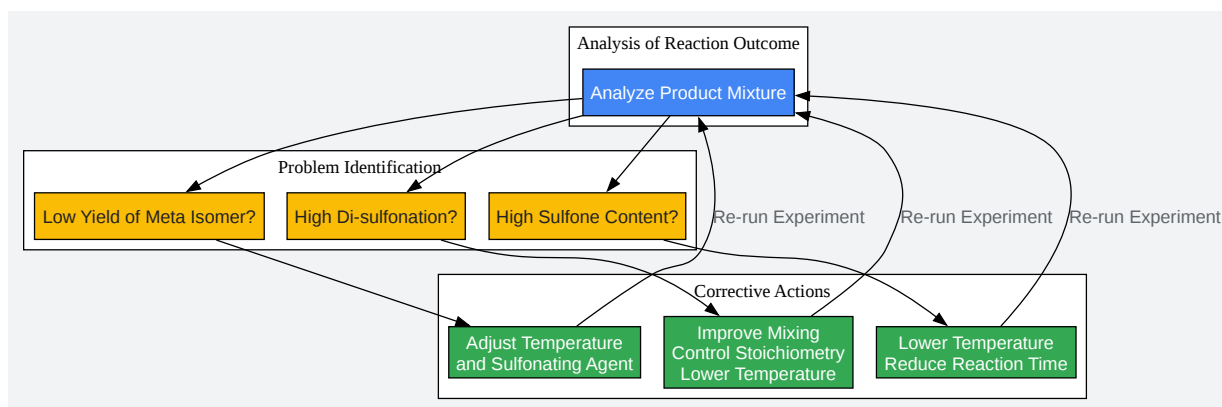 Analysis of Reaction Outcome
Analyze Product Mixture
Problem Identification
Low Yield of Meta Isomer?
High Di-sulfonation?
High Sulfone Content?
Re-run Experiment
Re-run Experiment
Re-run Experiment
Corrective Actions
Adjust Temperature
and Sulfonating Agent
Improve Mixing
Control Stoichiometry
Lower Temperature
Lower Temperature
Reduce Reaction Time